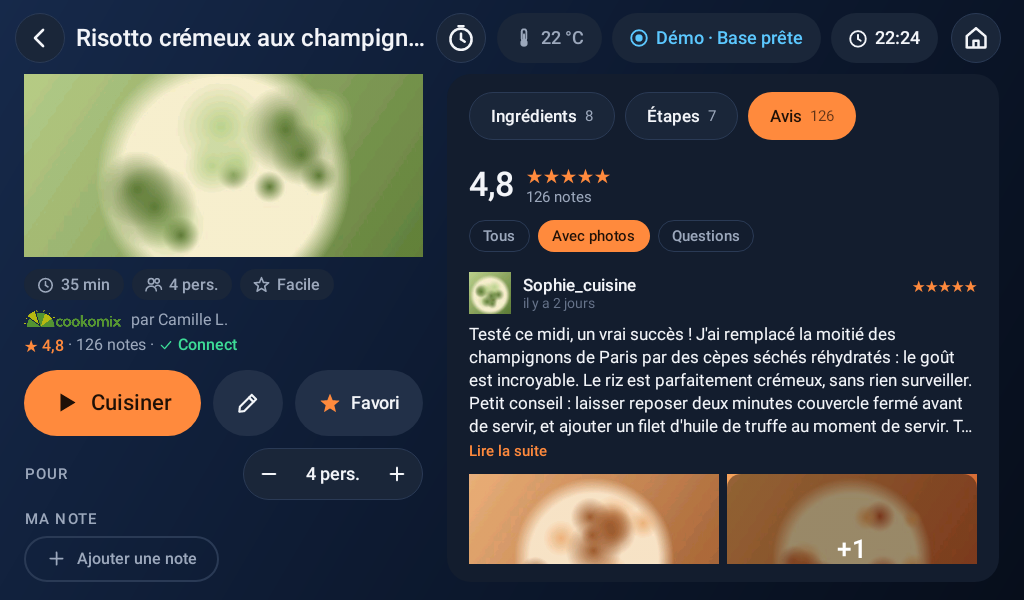 Risotto crémeux aux champign...
22 °C
Démo · Base prête
22:24
35 min
4 pers.
Facile
cookomix par Camille L.
★ 4,8 · 126 notes · ✓ Connect
Cuisiner
Favori
POUR
− 4 pers. +
MA NOTE
+ Ajouter une note
Ingrédients 8
Étapes 7
Avis 126
4,8 ★★★★★
126 notes
Tous
Avec photos
Questions
Sophie_cuisine ★★★★★
il y a 2 jours
Testé ce midi, un vrai succès ! J'ai remplacé la moitié des
champignons de Paris par des cèpes séchés réhydratés : le goût
est incroyable. Le riz est parfaitement crémeux, sans rien surveiller.
Petit conseil : laisser reposer deux minutes couvercle fermé avant
de servir, et ajouter un filet d'huile de truffe au moment de servir. T...
Lire la suite
+1